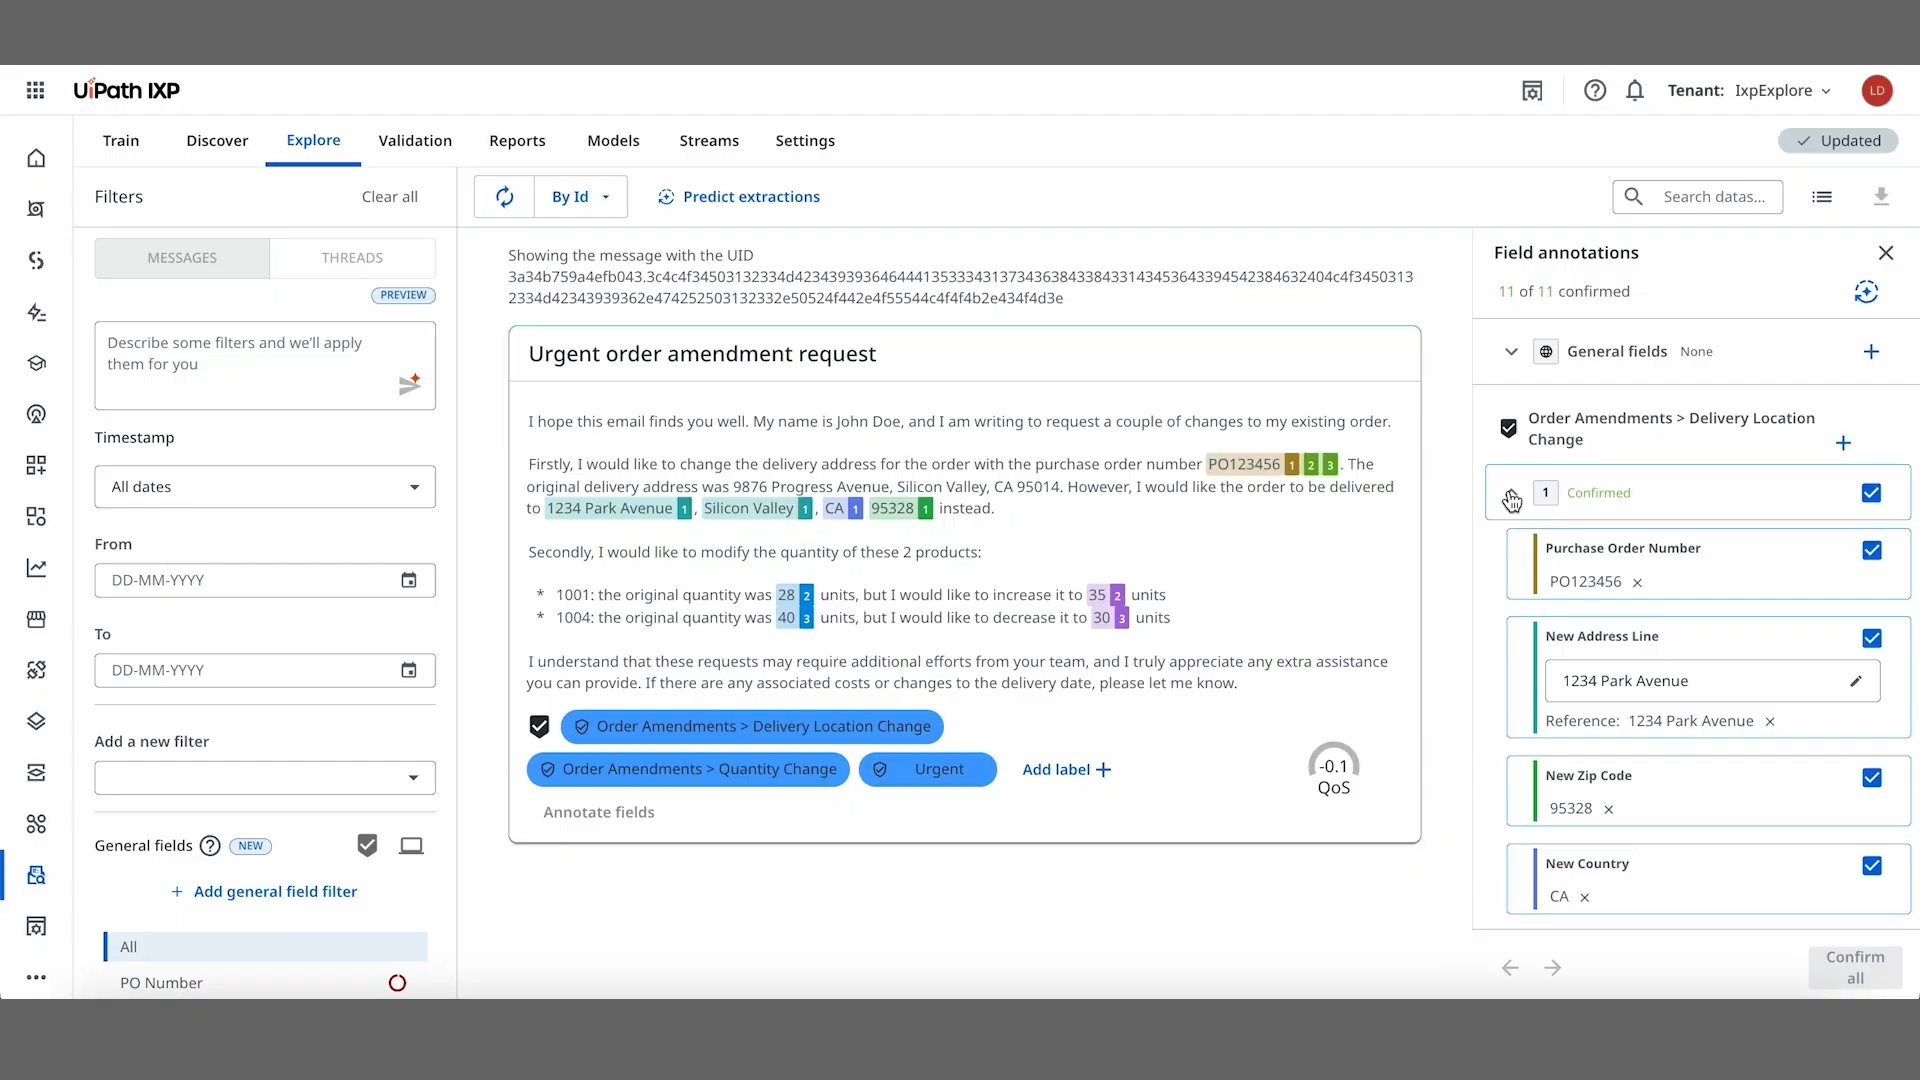 UiPath IXP
Tenant: IxpExplore
LD
Train Discover Explore Validation Reports Models Streams Settings
Updated
Filters
Clear all
By Id
Predict extractions
Search datas...
MESSAGES
THREADS
PREVIEW
Describe some filters and we'll apply
them for you
Timestamp
All dates
From
DD-MM-YYYY
To
DD-MM-YYYY
Add a new filter
General fields ? NEW
+ Add general field filter
All
PO Number
Showing the message with the UID
3a34b759a4efb043.3c4c4f34503132334d423439393646444135333431373436384338433143453643394542384632404c4f3450313
2334d42343939362e474252503132332e50524f442e4f55544c4f4f4b2e434f4d3e
Urgent order amendment request
I hope this email finds you well. My name is John Doe, and I am writing to request a couple of changes to my existing order.
Firstly, I would like to change the delivery address for the order with the purchase order number PO123456 1 2 3 . The
original delivery address was 9876 Progress Avenue, Silicon Valley, CA 95014. However, I would like the order to be delivered
to 1234 Park Avenue 1 , Silicon Valley 1 , CA 1 95328 1 instead.
Secondly, I would like to modify the quantity of these 2 products:
* 1001: the original quantity was 28 2 units, but I would like to increase it to 35 2 units
* 1004: the original quantity was 40 3 units, but I would like to decrease it to 30 3 units
I understand that these requests may require additional efforts from your team, and I truly appreciate any extra assistance
you can provide. If there are any associated costs or changes to the delivery date, please let me know.
Order Amendments > Delivery Location Change
Order Amendments > Quantity Change
Urgent
Add label +
-0.1
QoS
Annotate fields
Field annotations
11 of 11 confirmed
General fields None
Order Amendments > Delivery Location
Change
1 Confirmed
Purchase Order Number
PO123456 ×
New Address Line
1234 Park Avenue
Reference: 1234 Park Avenue ×
New Zip Code
95328 ×
New Country
CA ×
Confirm
all